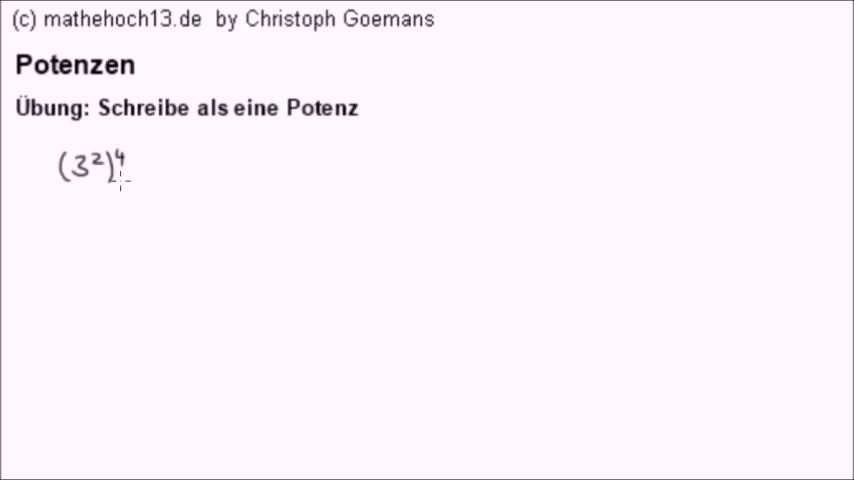 (c) mathehoch13.de by Christoph Goemans
Potenzen
Übung: Schreibe als eine Potenz
(3²)⁴